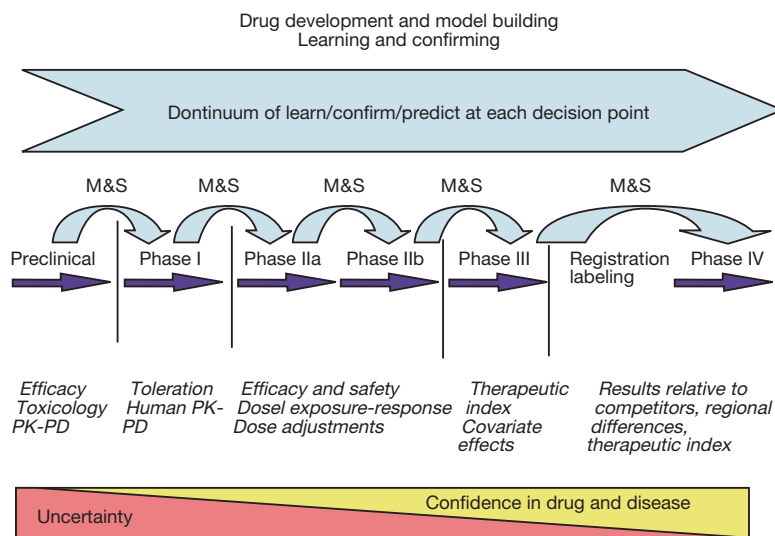 Drug development and model building
Learning and confirming
Dontinuum of learn/confirm/predict at each decision point
M&S M&S M&S M&S M&S
Preclinical Phase I Phase IIa Phase IIb Phase III Registration Phase IV
labeling
Efficacy Toleration Efficacy and safety Therapeutic Results relative to
Toxicology Human PK- Dosel exposure-response index competitors, regional
PK-PD PD Dose adjustments Covariate differences,
effects therapeutic index
Confidence in drug and disease
Uncertainty